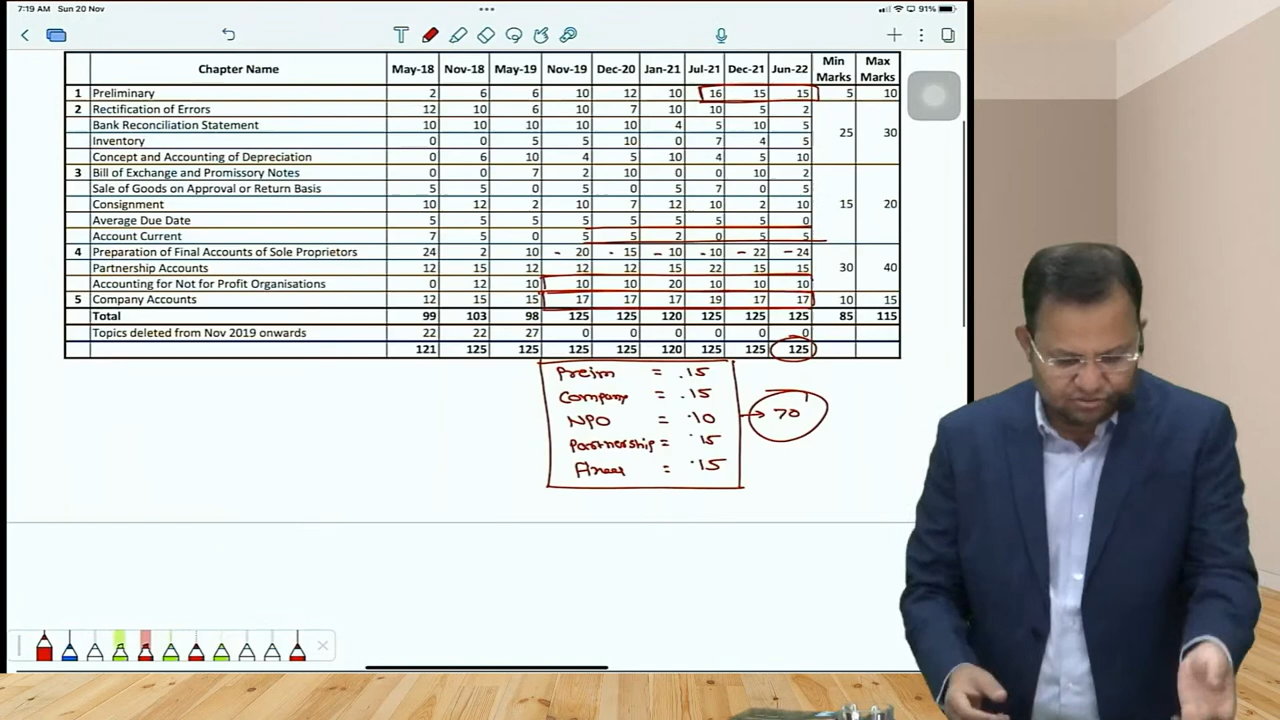 7:19 AM Sun 20 Nov
91%
Chapter Name May-18 Nov-18 May-19 Nov-19 Dec-20 Jan-21 Jul-21 Dec-21 Jun-22 Min Marks Max Marks
1 Preliminary 2 6 6 10 12 10 16 15 15 5 10
2 Rectification of Errors 12 10 6 10 7 10 10 5 2
Bank Reconciliation Statement 10 10 10 10 10 4 5 10 5
25 30
Inventory 0 0 5 5 10 0 7 4 5
Concept and Accounting of Depreciation 0 6 10 4 5 10 4 5 10
3 Bill of Exchange and Promissory Notes 0 0 7 2 10 0 0 10 2
Sale of Goods on Approval or Return Basis 5 5 0 5 0 5 7 0 5
Consignment 10 12 2 10 7 12 10 2 10 15 20
Average Due Date 5 5 5 5 5 5 5 5 0
Account Current 7 5 0 5 5 2 0 5 5
4 Preparation of Final Accounts of Sole Proprietors 24 2 10 - 20 - 15 - 10 - 10 - 22 - 24
Partnership Accounts 12 15 12 12 12 15 22 15 15 30 40
Accounting for Not for Profit Organisations 0 12 10 10 10 20 10 10 10
5 Company Accounts 12 15 15 17 17 17 19 17 17 10 15
Total 99 103 98 125 125 120 125 125 125 85 115
Topics deleted from Nov 2019 onwards 22 22 27 0 0 0 0 0 0
121 125 125 125 125 120 125 125 125
= .15
Company = .15
NPO = .10
→ 70
Partnership = .15
= .15